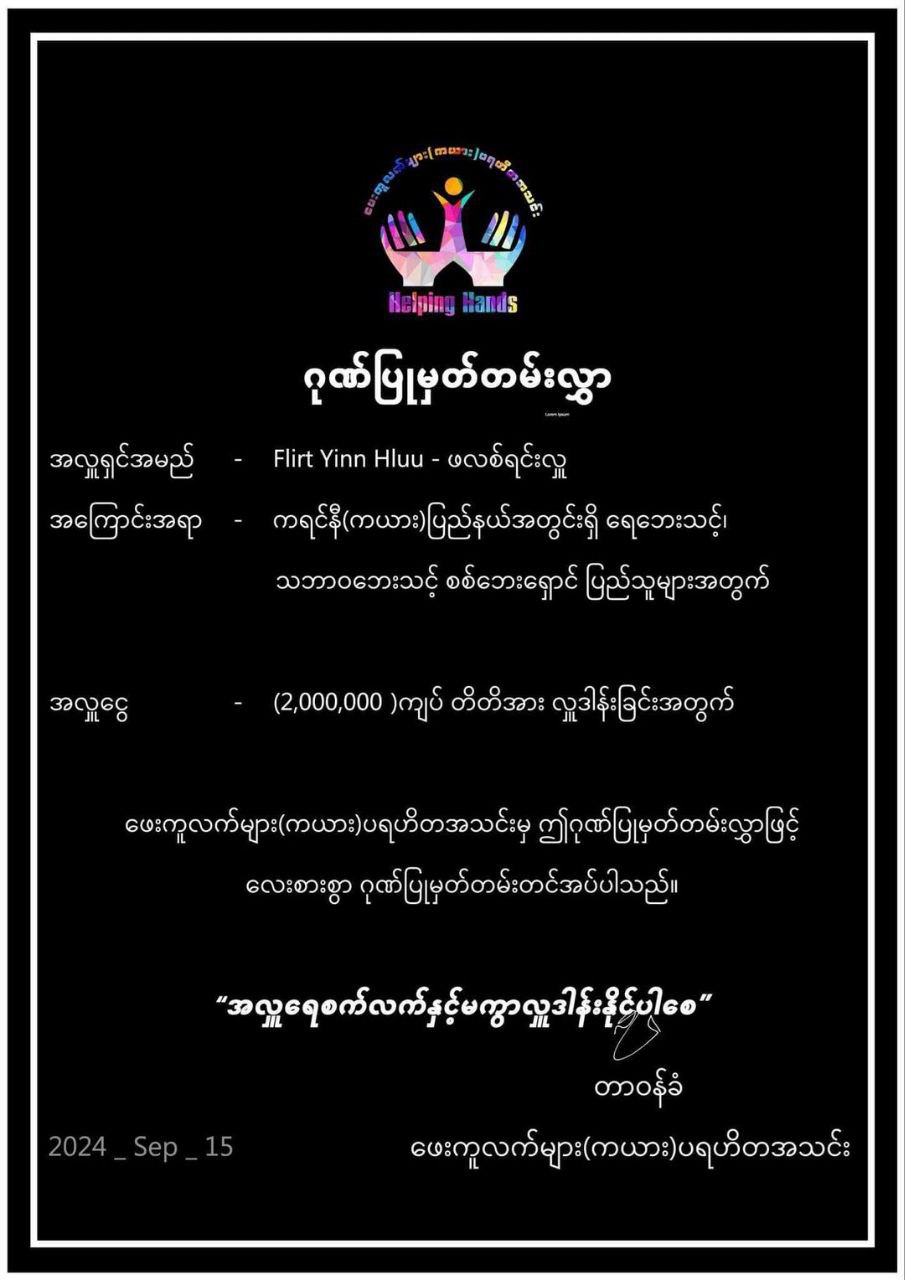 ဖေးကူလက်များ(ကယား)ပရဟိတအသင်း
Helping Hands
ဂုဏ်ပြုမှတ်တမ်းလွှာ
Lorem Ipsum
အလှူရှင်အမည် - Flirt Yinn Hluu - ဖလစ်ရင်းလှူ
အကြောင်းအရာ - ကရင်နီ(ကယား)ပြည်နယ်အတွင်းရှိ ရေဘေးသင့်၊
သဘာဝဘေးသင့် စစ်ဘေးရှောင် ပြည်သူများအတွက်
အလှူငွေ - (2,000,000 )ကျပ် တိတိအား လှူဒါန်းခြင်းအတွက်
ဖေးကူလက်များ(ကယား)ပရဟိတအသင်းမှ ဤဂုဏ်ပြုမှတ်တမ်းလွှာဖြင့်
လေးစားစွာ ဂုဏ်ပြုမှတ်တမ်းတင်အပ်ပါသည်။
“အလှူရေစက်လက်နှင့်မကွာလှူဒါန်းနိုင်ပါစေ”
တာဝန်ခံ
2024 _ Sep _ 15 ဖေးကူလက်များ(ကယား)ပရဟိတအသင်း